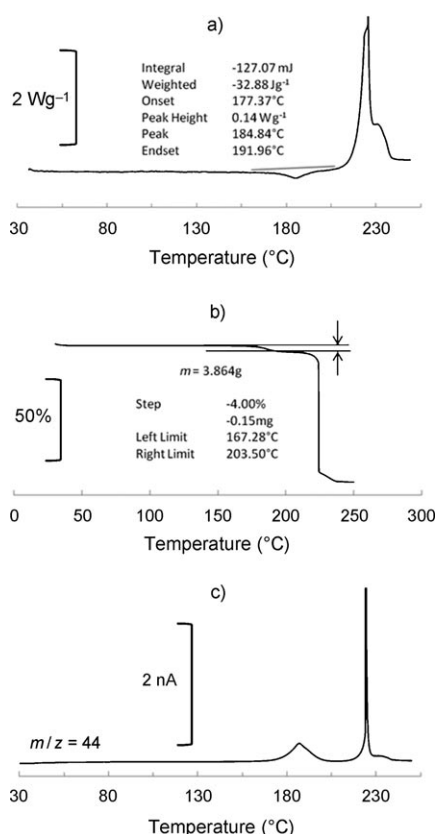 a)
2 Wg⁻¹
Integral -127.07 mJ
Weighted -32.88 Jg⁻¹
Onset 177.37°C
Peak Height 0.14 Wg⁻¹
Peak 184.84°C
Endset 191.96°C
30 80 130 180 230
Temperature (°C)
b)
m = 3.864g
50%
Step -4.00%
-0.15mg
Left Limit 167.28°C
Right Limit 203.50°C
0 50 100 150 200 250 300
Temperature (°C)
c)
2 nA
m / z = 44
30 80 130 180 230
Temperature (°C)